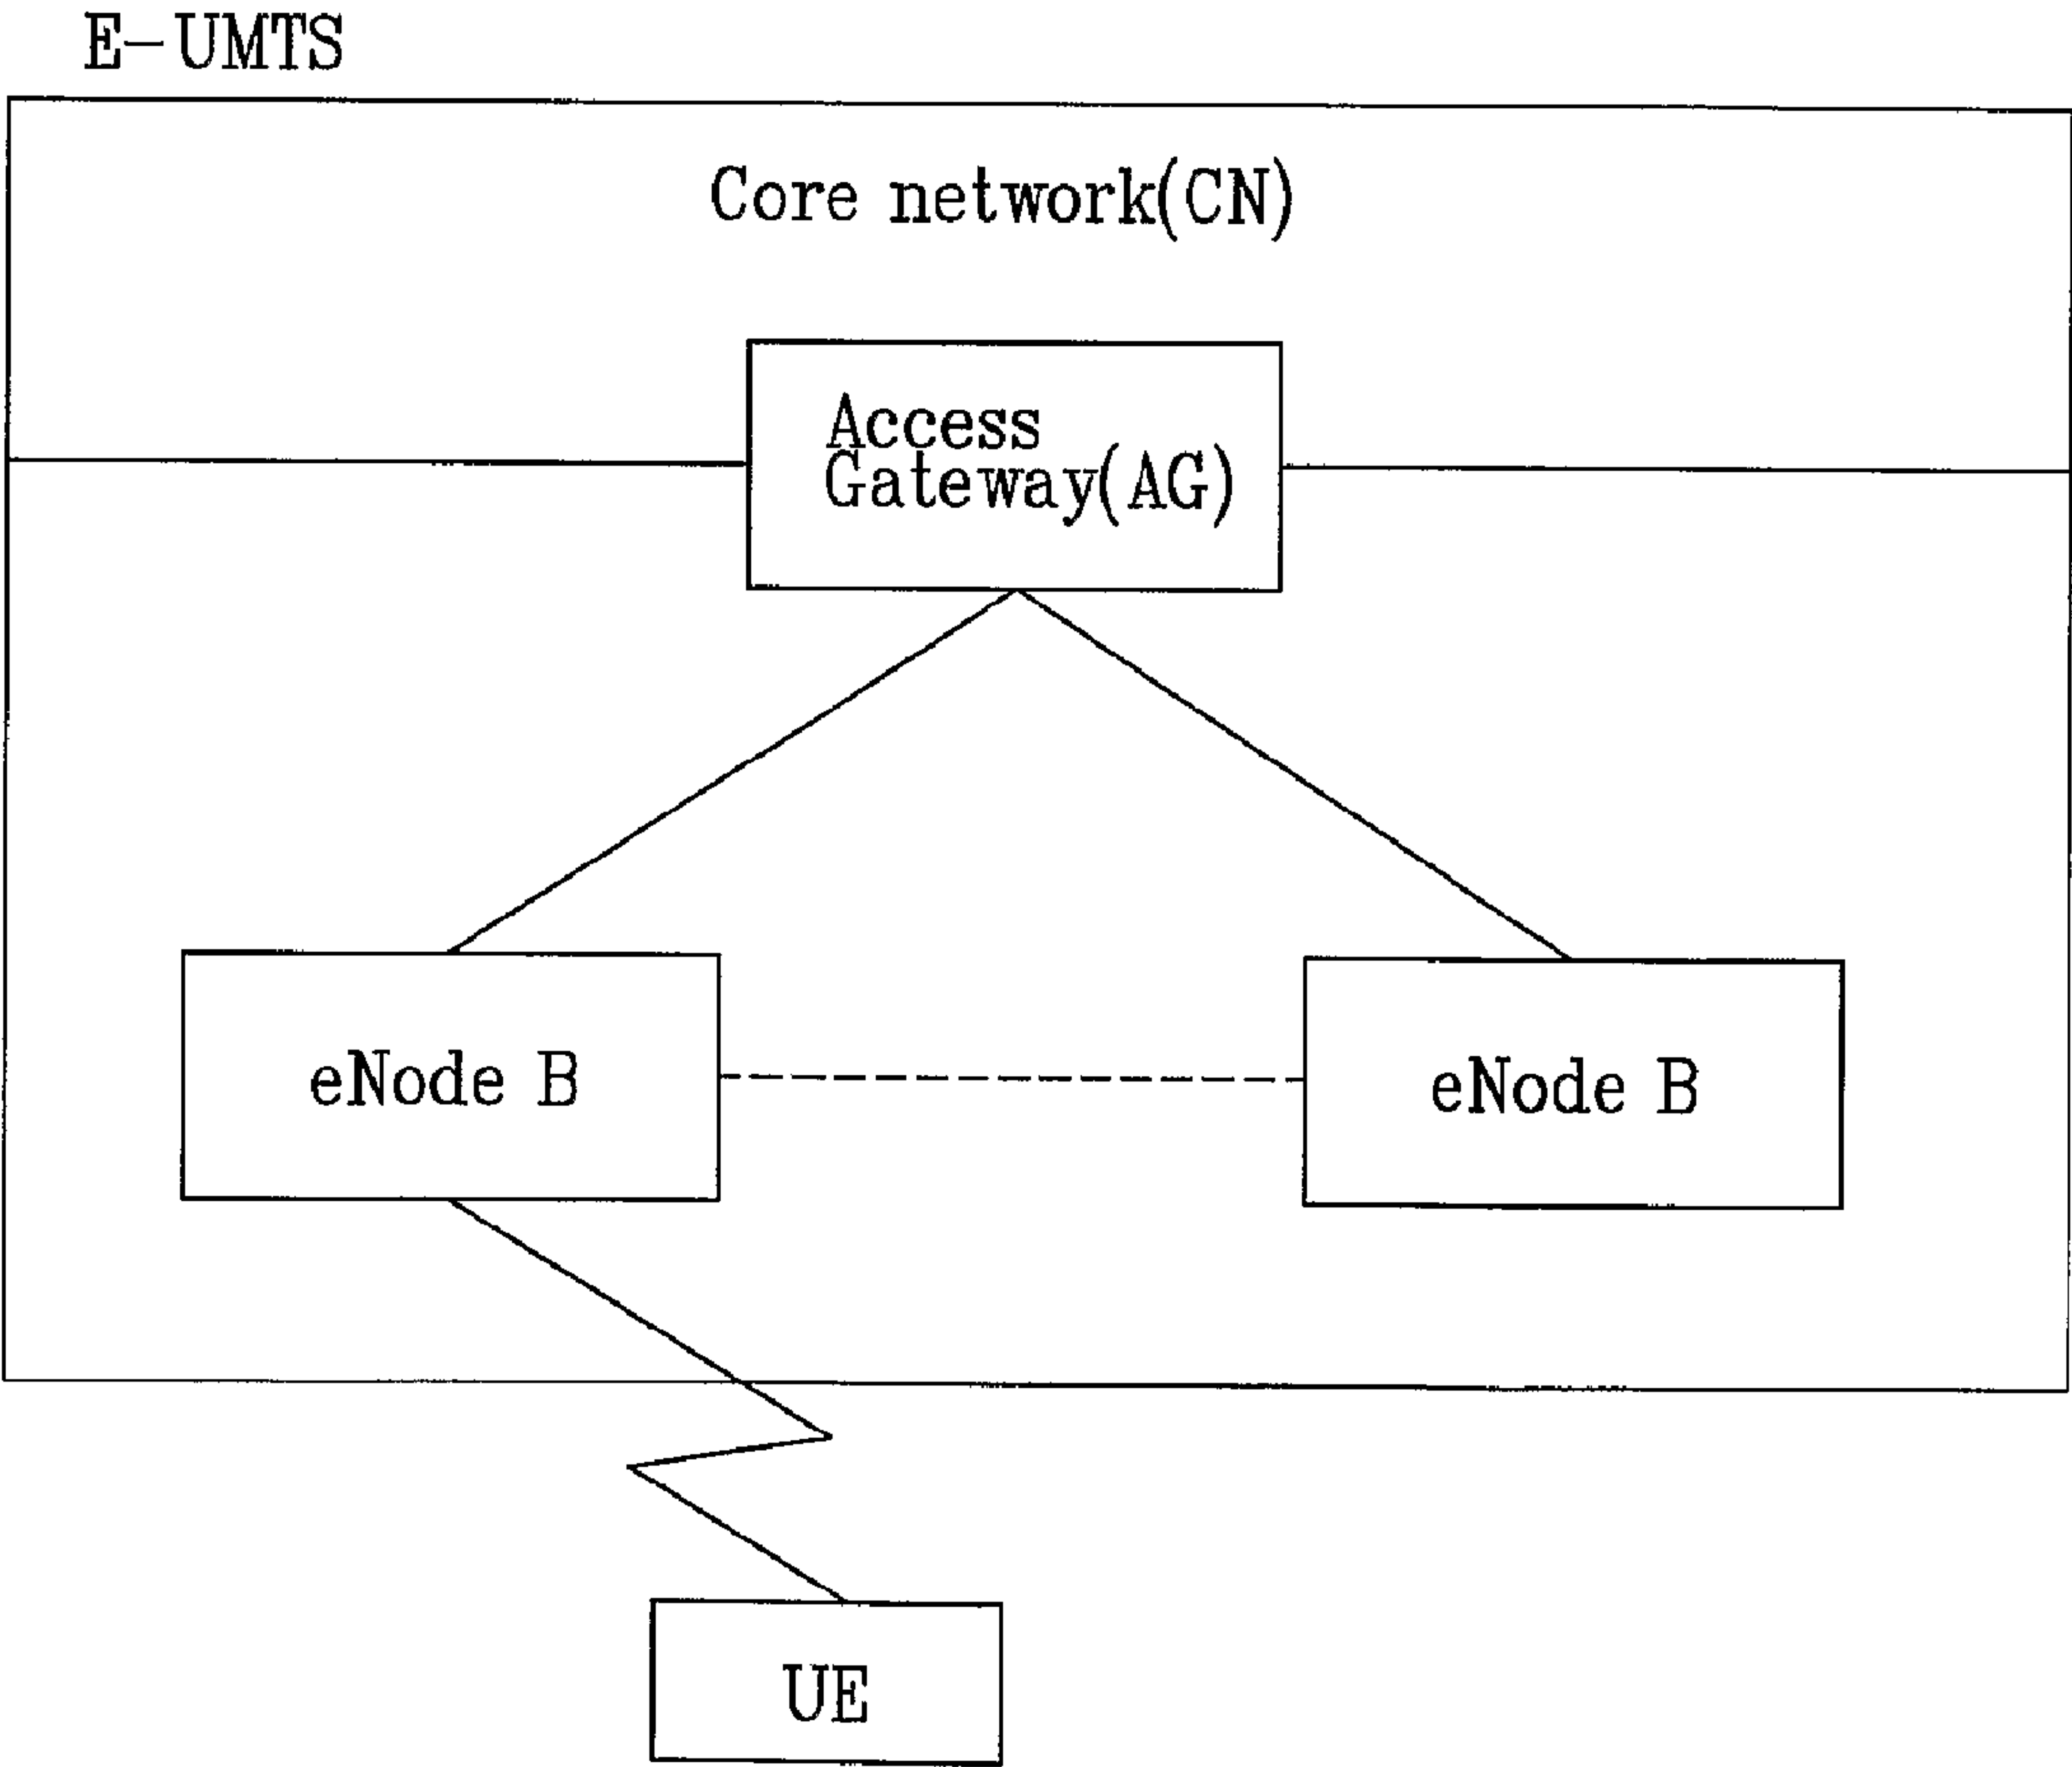 E-UMTS
Core network(CN)
Access
Gateway(AG)
eNode B
eNode B
UE